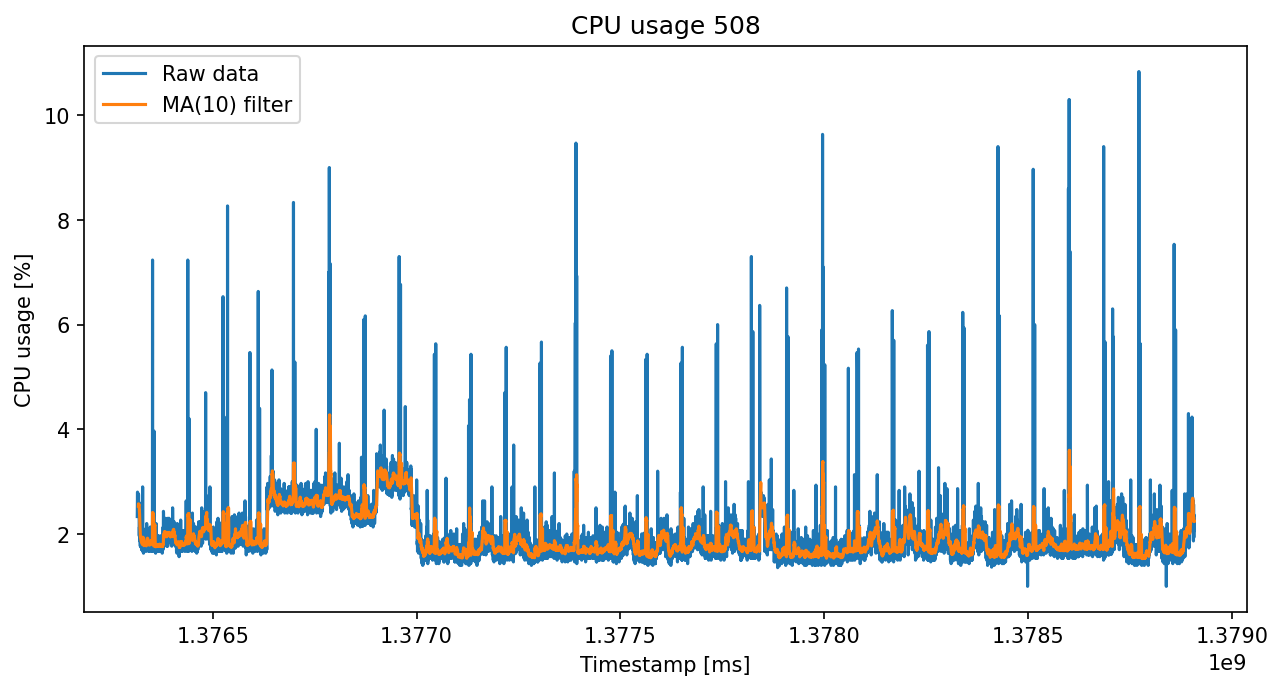 CPU usage 508
Raw data
MA(10) filter
CPU usage [%]
10
8
6
4
2
1.3765 1.3770 1.3775 1.3780 1.3785 1.3790
1e9
Timestamp [ms]